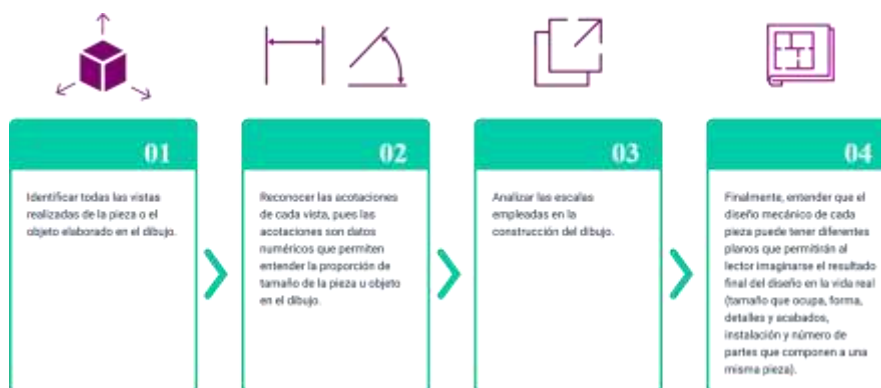 01
Identificar todas las vistas
realizadas de la pieza o el
objeto elaborado en el dibujo.
02
Reconocer las acotaciones
de cada vista, pues las
acotaciones son datos
numéricos que permiten
entender la proporción de
tamaño de la pieza u objeto
en el dibujo.
03
Analizar las escalas
empleadas en la
construcción del dibujo.
04
Finalmente, entender que el
diseño mecánico de cada
pieza puede tener diferentes
planos que permitirán al
lector imaginarse el resultado
final del diseño en la vida real
(tamaño que ocupa, forma,
detalles y acabados,
instalación y número de
partes que componen a una
misma pieza).